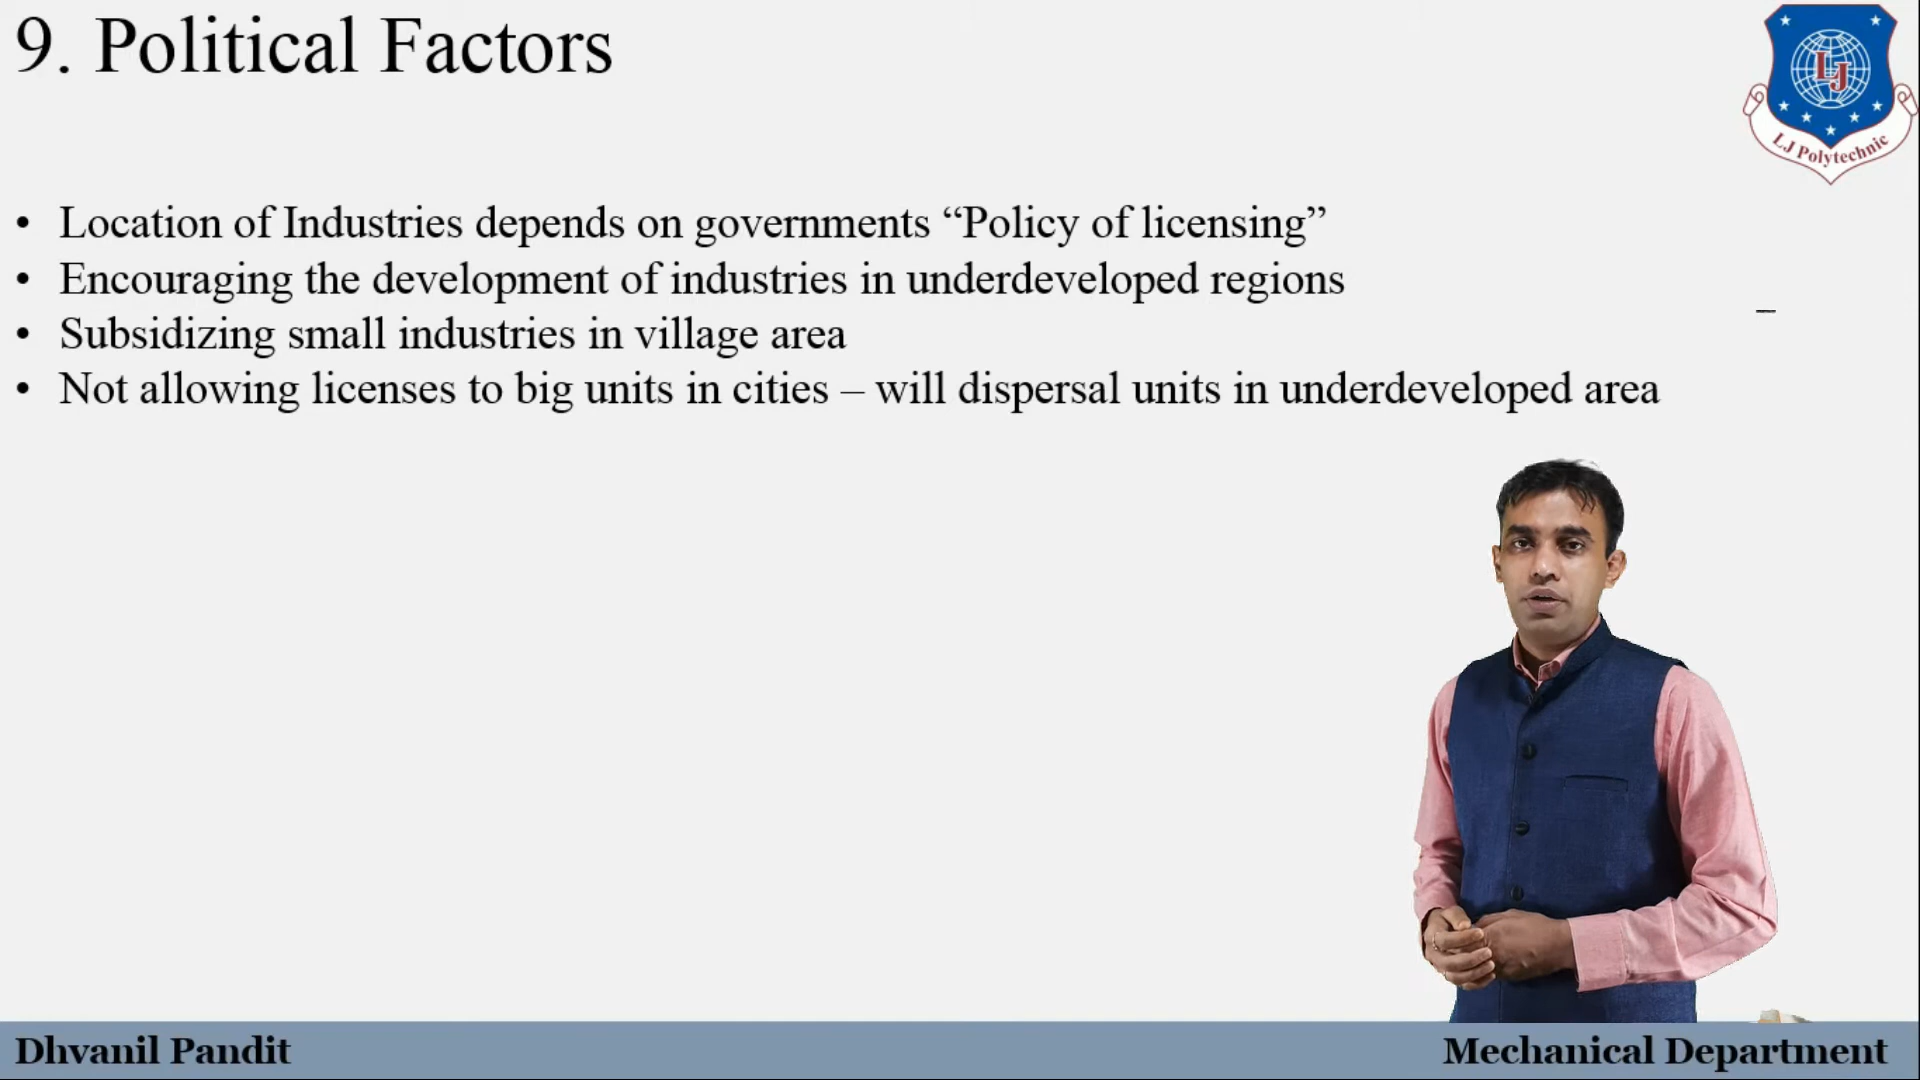 9. Political Factors
LJ
LJ Polytechnic
• Location of Industries depends on governments “Policy of licensing”
• Encouraging the development of industries in underdeveloped regions
• Subsidizing small industries in village area
• Not allowing licenses to big units in cities – will dispersal units in underdeveloped area
Dhvanil Pandit
Mechanical Department